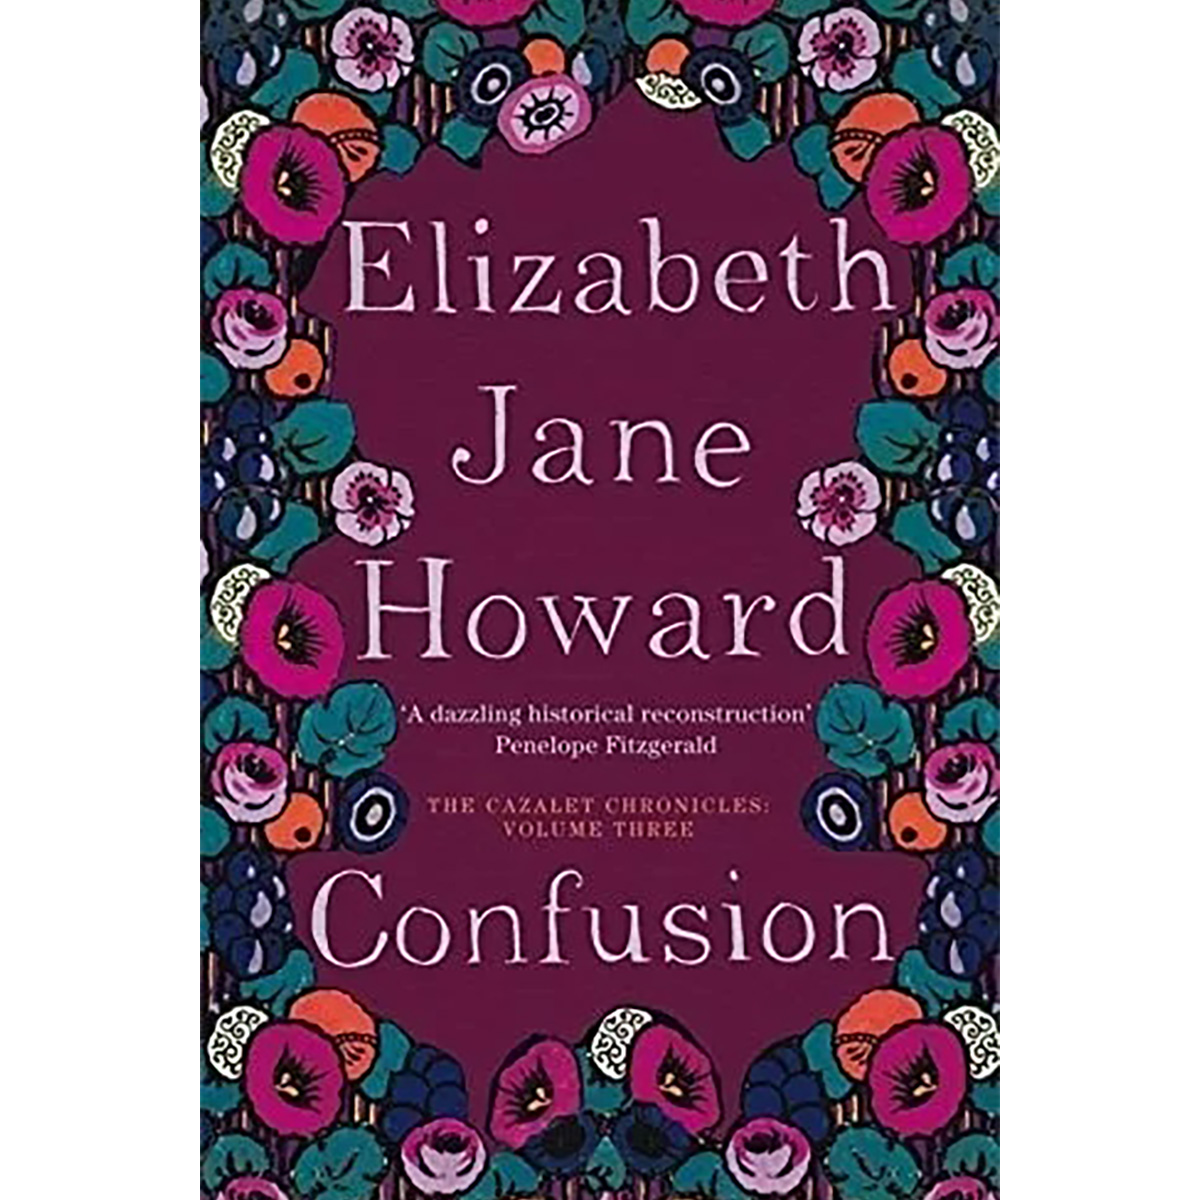 Elizabeth
Jane
Howard
‘A dazzling historical reconstruction’
Penelope Fitzgerald
THE CAZALET CHRONICLES:
VOLUME THREE
Confusion